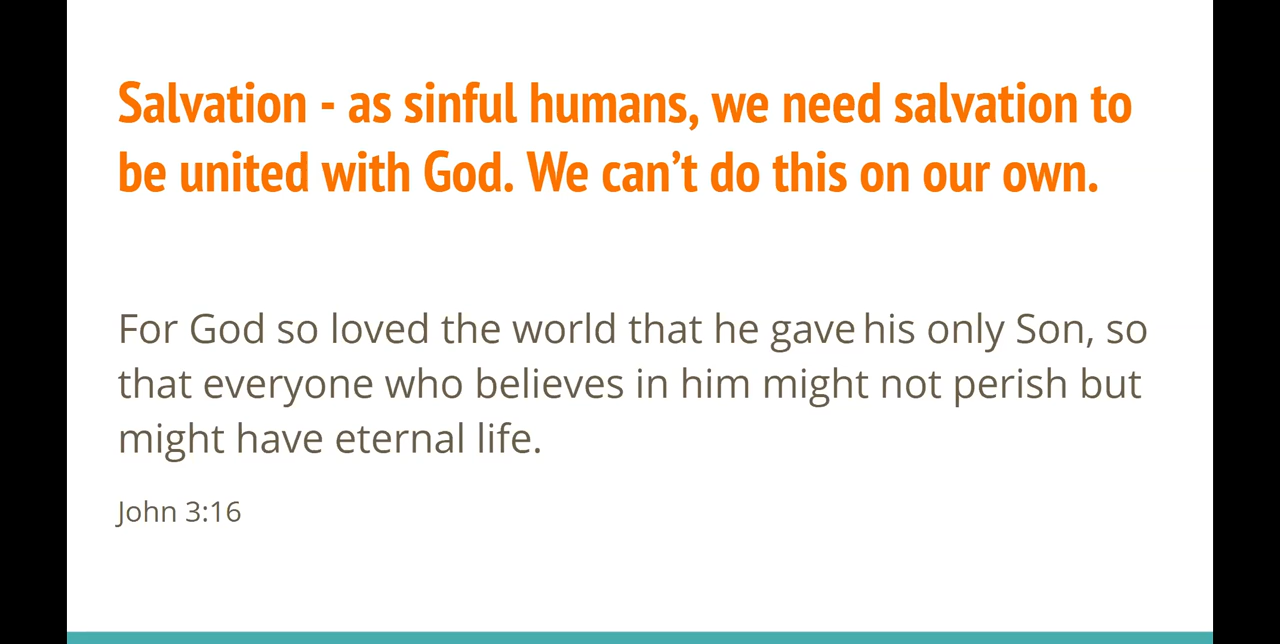 Salvation - as sinful humans, we need salvation to
be united with God. We can’t do this on our own.
For God so loved the world that he gave his only Son, so
that everyone who believes in him might not perish but
might have eternal life.
John 3:16